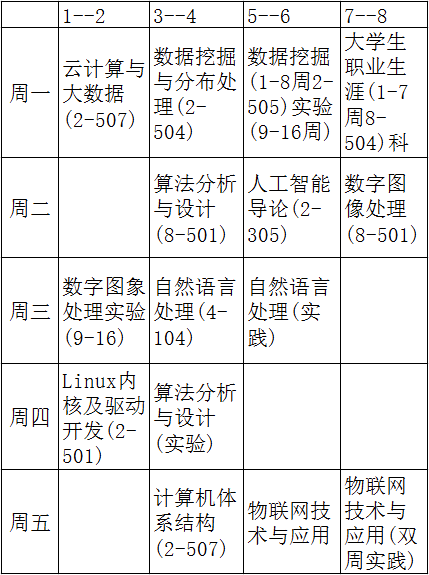 1--2
3--4
5--6
7--8
周一
云计算与
大数据
(2-507)
数据挖掘
与分布处
理(2-
504)
数据挖掘
(1-8周2-
505)实验
(9-16周)
大学生
职业生
涯(1-7
周8-
504)科
周二
算法分析
与设计
(8-501)
人工智能
导论(2-
305)
数字图
像处理
(8-501)
周三
数字图象
处理实验
(9-16)
自然语言
处理(4-
104)
自然语言
处理(实
践)
周四
Linux内
核及驱动
开发(2-
501)
算法分析
与设计
(实验)
周五
计算机体
系结构
(2-507)
物联网技
术与应用
物联网
技术与
应用(双
周实践)